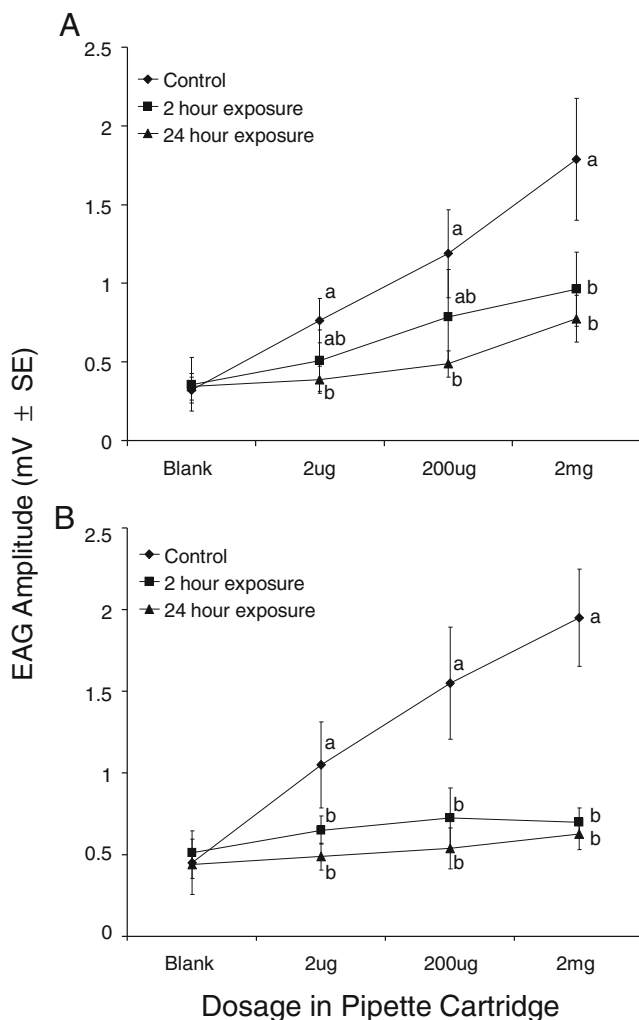 A
2.5
Control
2 hour exposure
24 hour exposure
2
a
1.5
a
a
1
ab
ab
b
b
0.5
b
b
0
Blank 2ug 200ug 2mg
EAG Amplitude (mV ± SE)
B
2.5
Control
2 hour exposure
24 hour exposure
2
a
a
1.5
a
1
b
b
b
b
0.5
b
b
0
Blank 2ug 200ug 2mg
Dosage in Pipette Cartridge